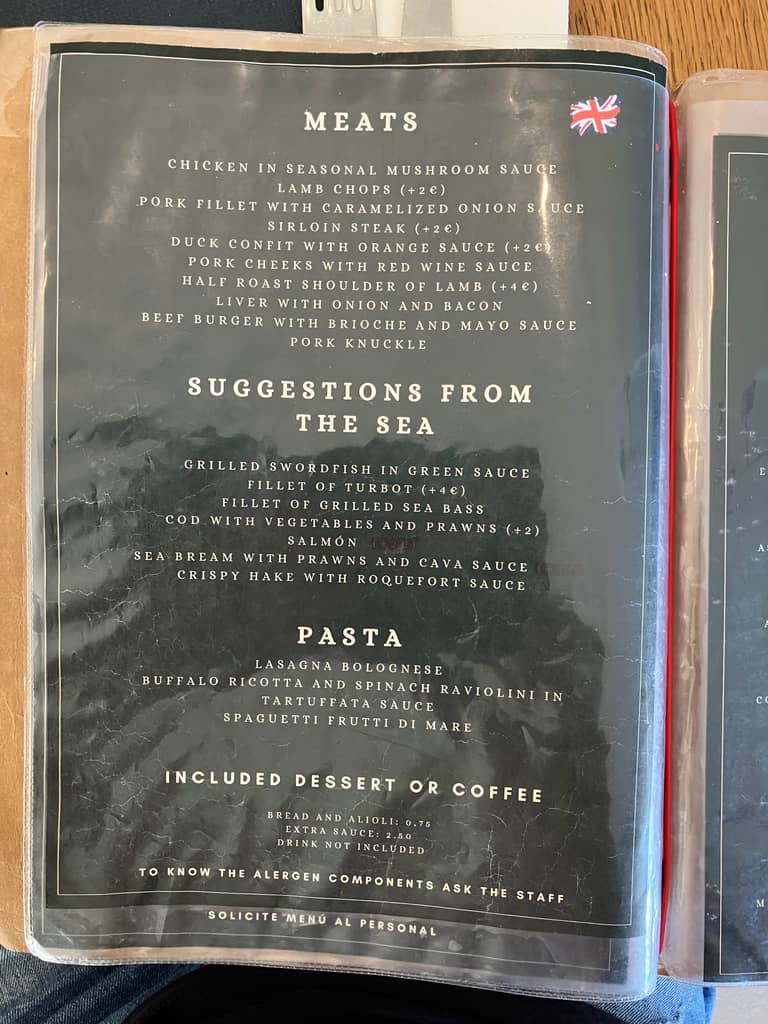 MEATS
CHICKEN IN SEASONAL MUSHROOM SAUCE
LAMB CHOPS (+2€)
PORK FILLET WITH CARAMELIZED ONION SAUCE
SIRLOIN STEAK (+2€)
DUCK CONFIT WITH ORANGE SAUCE (+2€)
PORK CHEEKS WITH RED WINE SAUCE
HALF ROAST SHOULDER OF LAMB (+4€)
LIVER WITH ONION AND BACON
BEEF BURGER WITH BRIOCHE AND MAYO SAUCE
PORK KNUCKLE
SUGGESTIONS FROM
THE SEA
GRILLED SWORDFISH IN GREEN SAUCE
FILLET OF TURBOT (+4€)
FILLET OF GRILLED SEA BASS
COD WITH VEGETABLES AND PRAWNS (+2)
SALMÓN
SEA BREAM WITH PRAWNS AND CAVA SAUCE
CRISPY HAKE WITH ROQUEFORT SAUCE
PASTA
LASAGNA BOLOGNESE
BUFFALO RICOTTA AND SPINACH RAVIOLINI IN
TARTUFFATA SAUCE
SPAGUETTI FRUTTI DI MARE
INCLUDED DESSERT OR COFFEE
BREAD AND ALIOLI: 0,75
EXTRA SAUCE: 2.50
DRINK NOT INCLUDED
TO KNOW THE ALERGEN COMPONENTS ASK THE STAFF
SOLICITE MENÚ AL PERSONAL